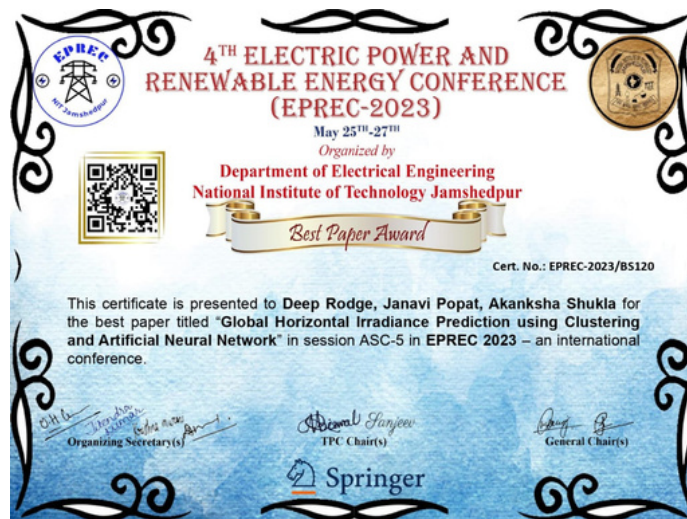 EPREC
NIT Jamshedpur
4TH ELECTRIC POWER AND
RENEWABLE ENERGY CONFERENCE
(EPREC-2023)
May 25TH-27TH
Organized by
Department of Electrical Engineering
National Institute of Technology Jamshedpur
Best Paper Award
Cert. No.: EPREC-2023/BS120
This certificate is presented to Deep Rodge, Janavi Popat, Akanksha Shukla for
the best paper titled “Global Horizontal Irradiance Prediction using Clustering
and Artificial Neural Network” in session ASC-5 in EPREC 2023 – an international
conference.
Jitendra Kumar
Sanjeev
Organizing Secretary(s)
TPC Chair(s)
General Chair(s)
Springer